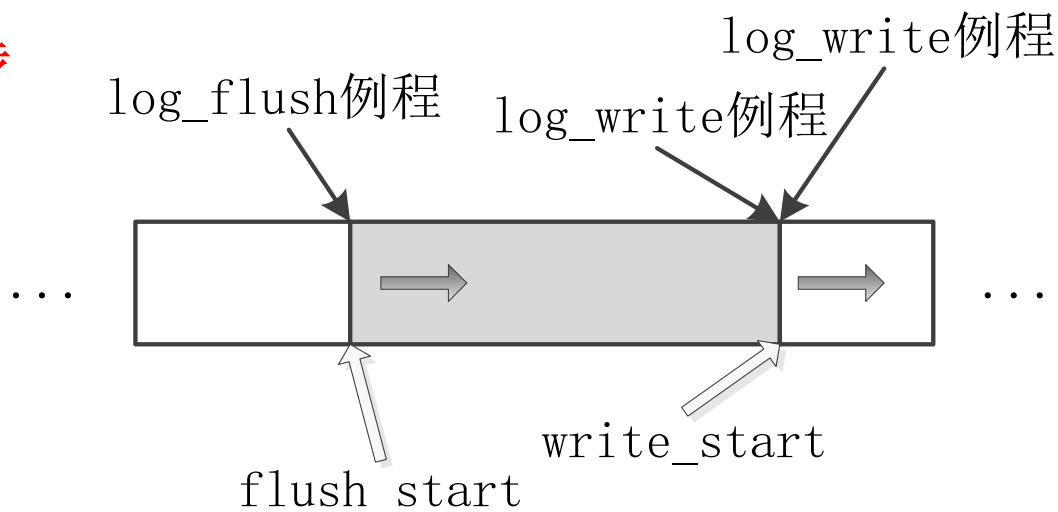 log_write例程
log_flush例程
log_write例程
...
...
write_start
flush start